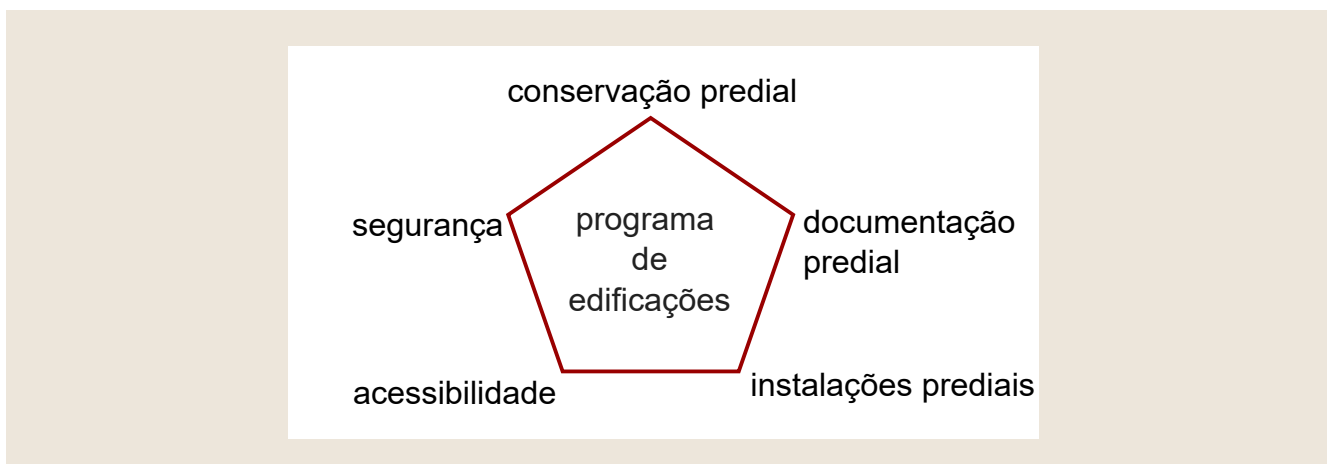 conservação predial
segurança
programa
de
edificações
documentação
predial
acessibilidade
instalações prediais